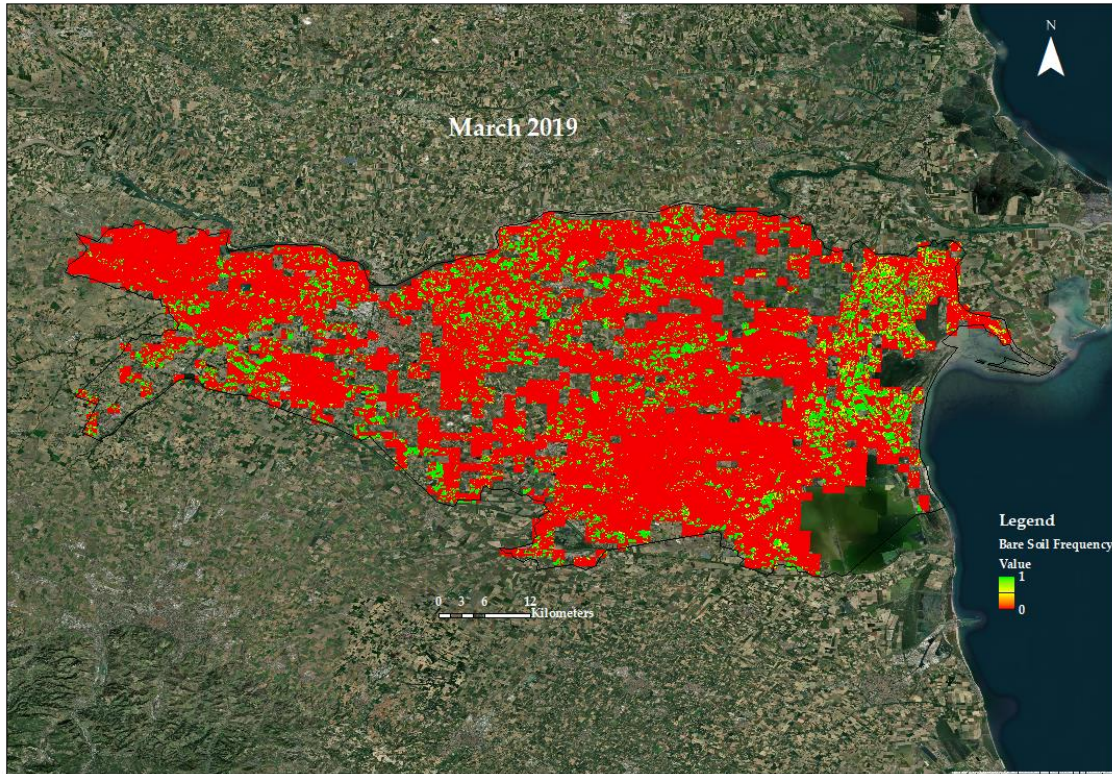 N
March 2019
Legend
Bare Soil Frequency
Value
1
0
0 3 6 12
Kilometers